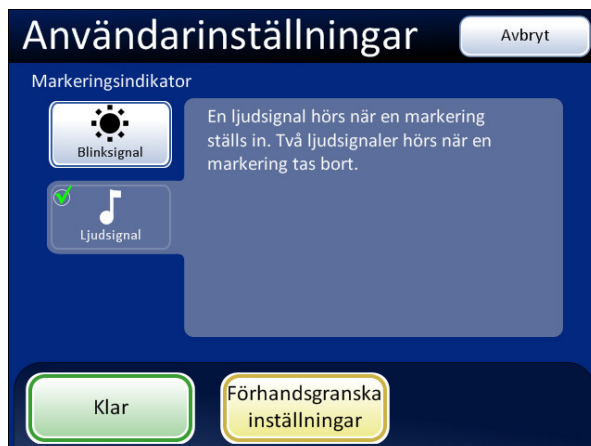 Användarinställningar
Avbryt
Markeringsindikator
Blinksignal
En ljudsignal hörs när en markering
ställs in. Två ljudsignaler hörs när en
markering tas bort.
Ljudsignal
Klar
Förhandsgranska
inställningar